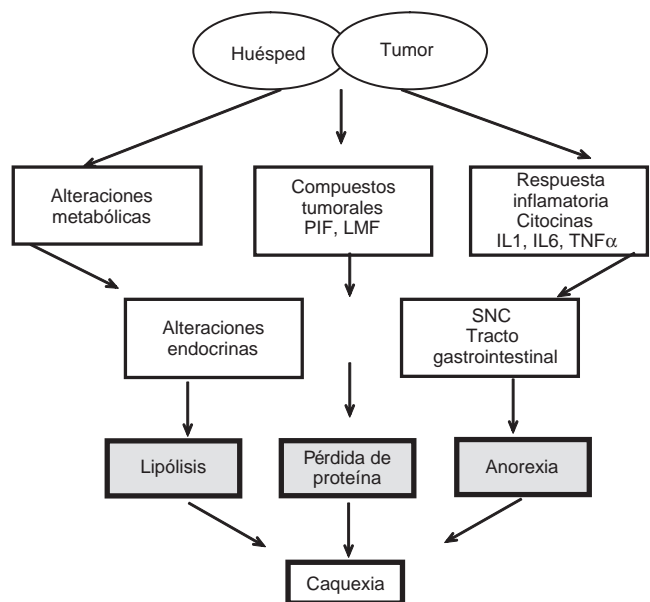 Huésped
Tumor
Alteraciones
metabólicas
Compuestos
tumorales
PIF, LMF
Respuesta
inflamatoria
Citocinas
IL1, IL6, TNFα
Alteraciones
endocrinas
SNC
Tracto
gastrointestinal
Lipólisis
Pérdida de
proteína
Anorexia
Caquexia